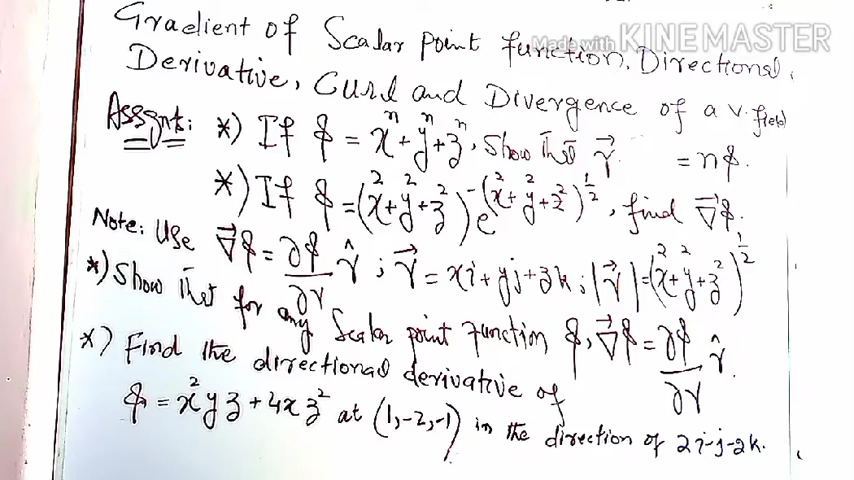 Made with KINEMASTER
Gradient of Scalar point function, Directional
Derivative, Curl and Divergence of a v. field
Assgnt: *) If φ = xⁿ+yⁿ+zⁿ, Show that r⃗ = nφ.
*) If φ = (x²+y²+z²) e^-(x²+y²+z²)^1/2, find ∇⃗φ.
Note: Use ∇⃗φ = ∂φ/∂r r̂ ; r⃗ = xi+yj+zk ; |r⃗| = (x²+y²+z²)^1/2
*) Show that for any Scalar point function φ, ∇⃗φ = ∂φ/∂r r̂.
*) Find the directional derivative of
φ = x²yz+4xz² at (1,-2,-1) in the direction of 2i-j-2k.